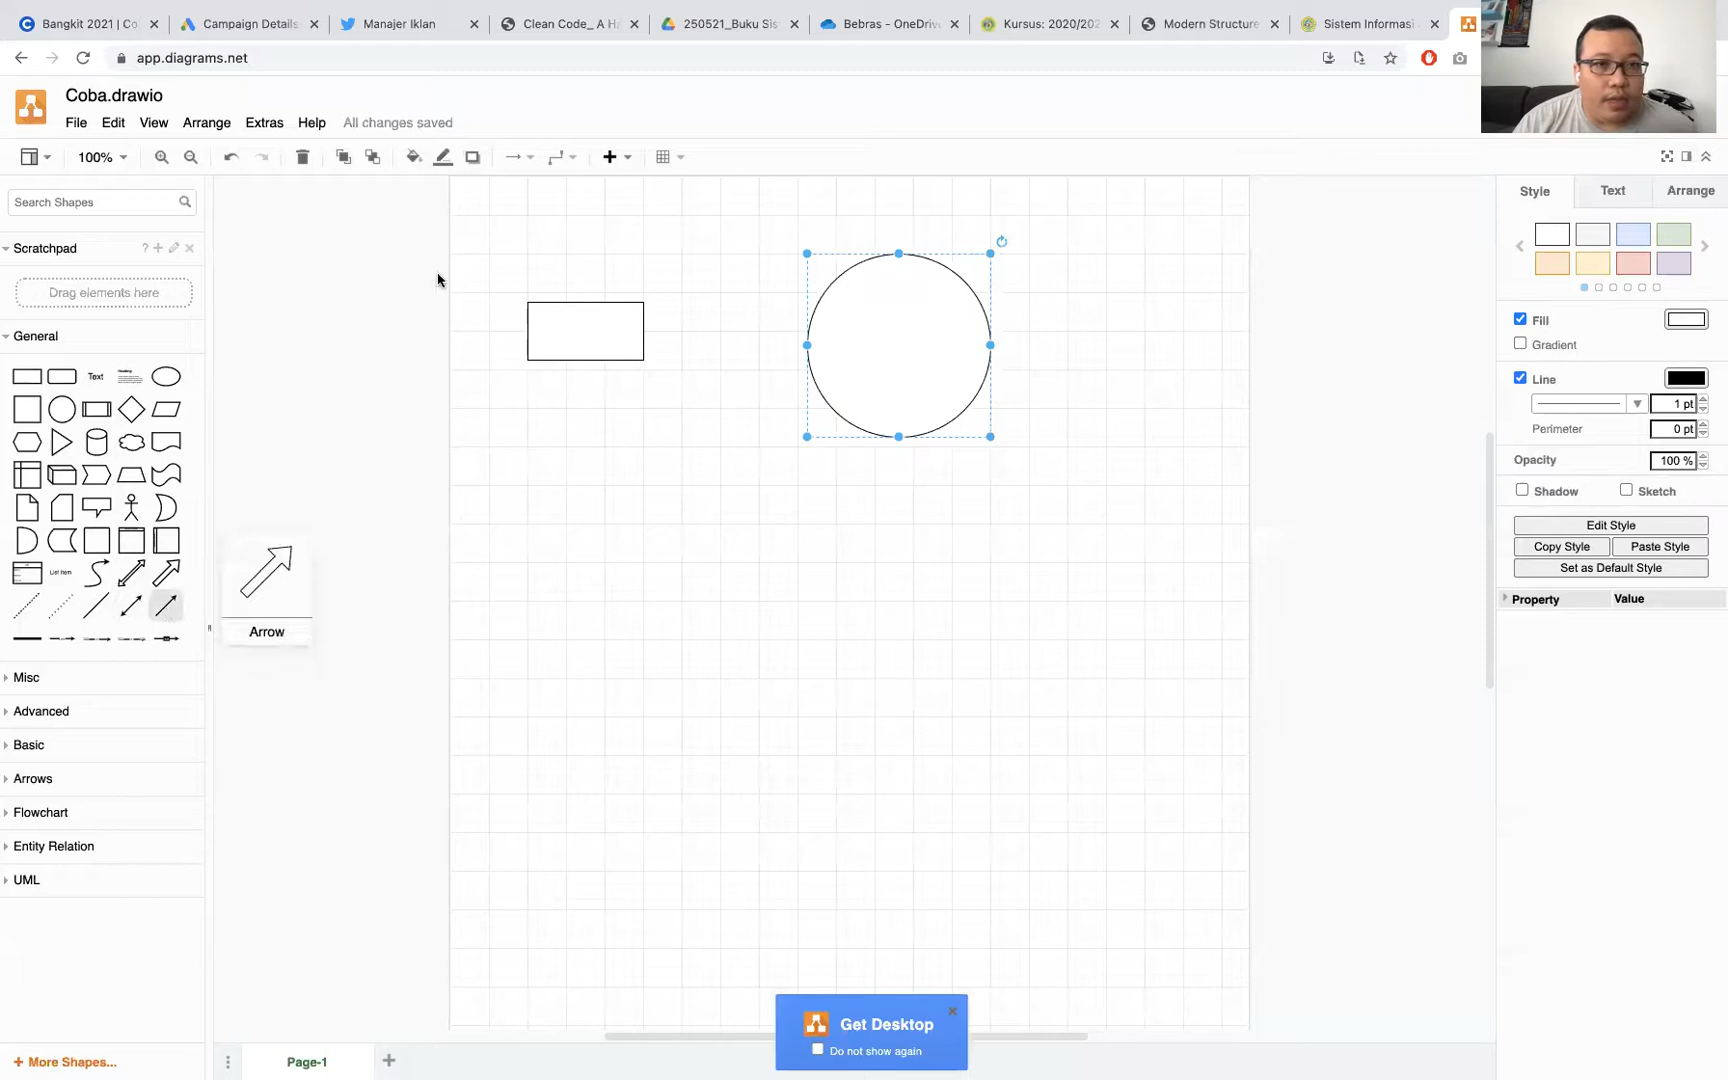 Bangkit 2021 | Co
Campaign Details
Manajer Iklan
Clean Code_ A Ha
250521_Buku Sis
Bebras - OneDriv
Kursus: 2020/202
Modern Structure
Sistem Informasi
app.diagrams.net
Coba.drawio
File Edit View Arrange Extras Help All changes saved
100%
Search Shapes
Style Text Arrange
Scratchpad ?
Drag elements here
General
Text
Heading
List Item
Arrow
Misc
Advanced
Basic
Arrows
Flowchart
Entity Relation
UML
Fill
Gradient
Line
1 pt
Perimeter 0 pt
Opacity 100 %
Shadow Sketch
Edit Style
Copy Style Paste Style
Set as Default Style
Property Value
Get Desktop
Do not show again
+ More Shapes...
Page-1